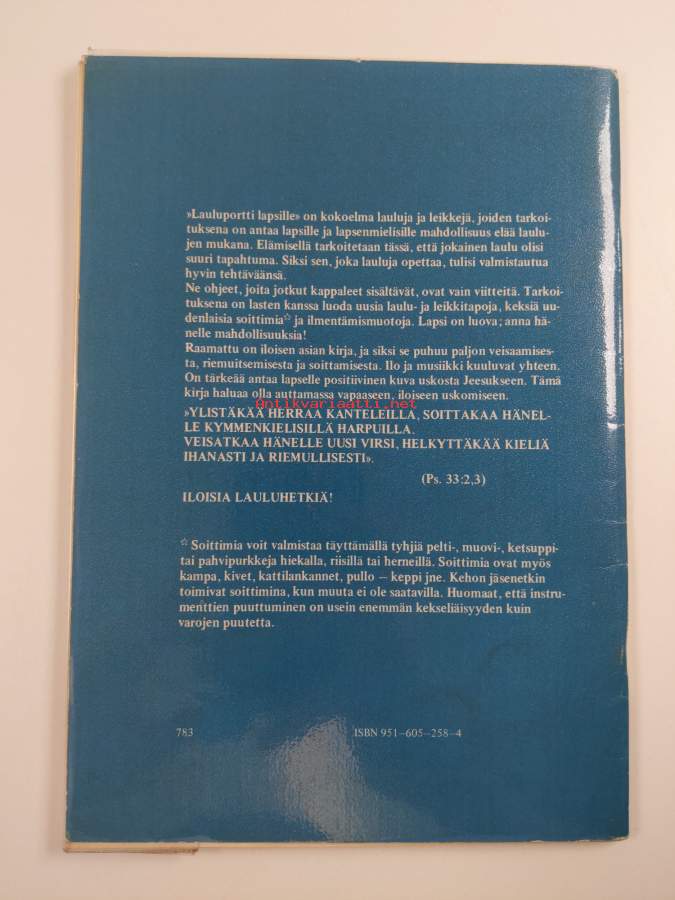 »Lauluportti lapsille» on kokoelma lauluja ja leikkejä, joiden tarkoi-
tuksena on antaa lapsille ja lapsenmielisille mahdollisuus elää laulu-
jen mukana. Elämisellä tarkoitetaan tässä, että jokainen laulu olisi
suuri tapahtuma. Siksi sen, joka lauluja opettaa, tulisi valmistautua
hyvin tehtäväänsä.
Ne ohjeet, joita jotkut kappaleet sisältävät, ovat vain viitteitä. Tarkoi-
tuksena on lasten kanssa luoda uusia laulu- ja leikkitapoja, keksiä uu-
denlaisia soittimia☆ ja ilmentämismuotoja. Lapsi on luova; anna hä-
nelle mahdollisuuksia!
Raamattu on iloisen asian kirja, ja siksi se puhuu paljon veisaamises-
ta, riemuitsemisesta ja soittamisesta. Ilo ja musiikki kuuluvat yhteen.
On tärkeää antaa lapselle positiivinen kuva uskosta Jeesukseen. Tämä
kirja haluaa olla auttamassa vapaaseen, iloiseen uskomiseen.
Antikvariaatti.net
»YLISTÄKÄÄ HERRAA KANTELEILLA, SOITTAKAA HÄNEL-
LE KYMMENKIELISILLÄ HARPUILLA.
VEISATKAA HÄNELLE UUSI VIRSI, HELKYTTÄKÄÄ KIELIÄ
IHANASTI JA RIEMULLISESTI».
(Ps. 33:2,3)
ILOISIA LAULUHETKIÄ!
☆ Soittimia voit valmistaa täyttämällä tyhjiä pelti-, muovi-, ketsuppi-
tai pahvipurkkeja hiekalla, riisillä tai herneillä. Soittimia ovat myös
kampa, kivet, kattilankannet, pullo – keppi jne. Kehon jäsenetkin
toimivat soittimina, kun muuta ei ole saatavilla. Huomaat, että instru-
menttien puuttuminen on usein enemmän kekseliäisyyden kuin
varojen puutetta.
783 ISBN 951-605-258-4